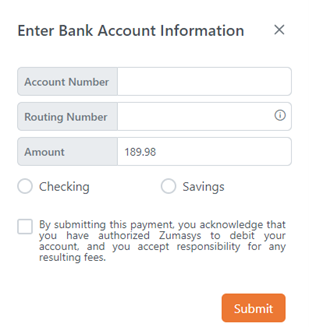 Enter Bank Account Information
Account Number
Routing Number
Amount 189.98
Checking Savings
By submitting this payment, you acknowledge that
you have authorized Zumasys to debit your
account, and you accept responsibility for any
resulting fees.
Submit